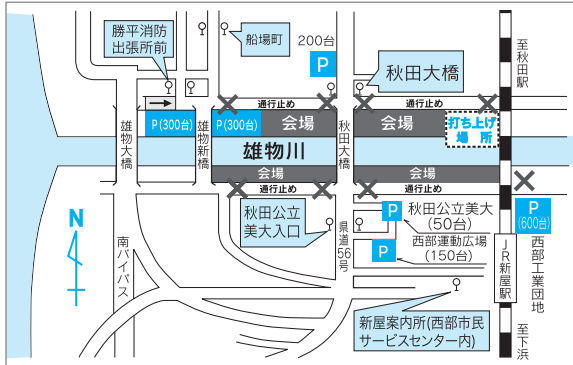 勝平消防
出張所前
船場町
200台
P
秋田大橋
至秋田駅
通行止め
通行止め
P(300台)
P(300台)
会場
会場
打ち上げ
場所
雄物大橋
雄物新橋
秋田大橋
雄物川
会場
会場
通行止め
通行止め
N
南バイパス
秋田公立
美大入口
県道56号
P
秋田公立美大
(50台)
P
西部運動広場
(150台)
P
(600台)
JR新屋駅
西部工業団地
新屋案内所(西部市民
サービスセンター内)
至下浜